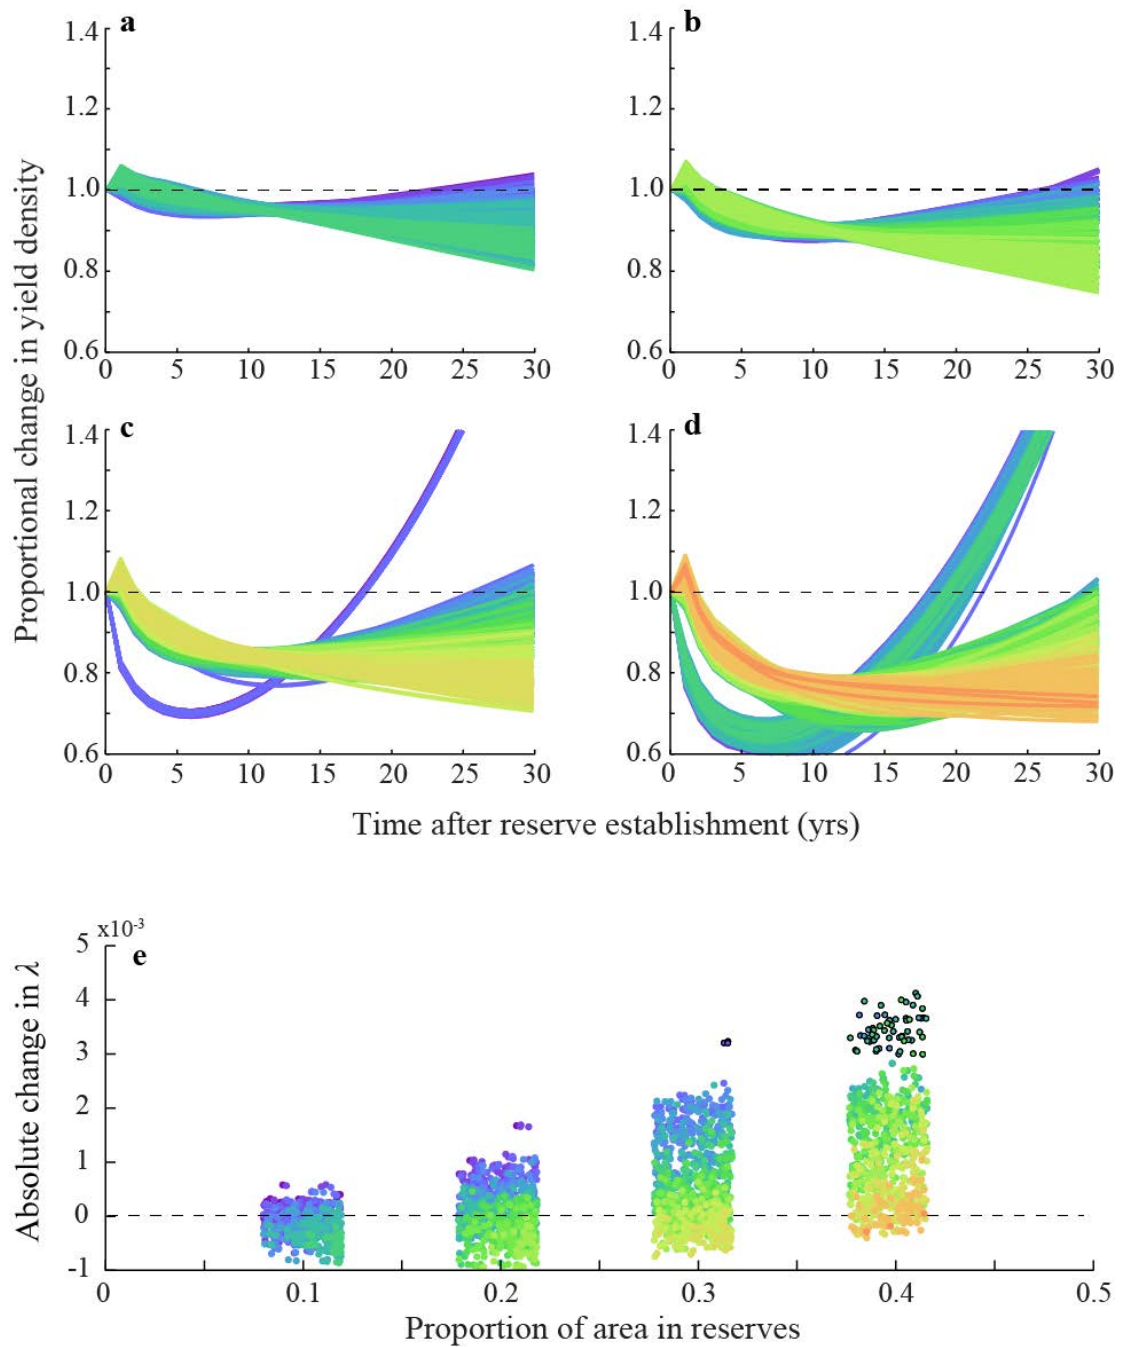 a
b
1.4
1.2
1.0
0.8
0.6
0 5 10 15 20 25 30
1.4
1.2
1.0
0.8
0.6
0 5 10 15 20 25 30
Proportional change in yield density
c
d
1.4
1.2
1.0
0.8
0.6
0 5 10 15 20 25 30
1.4
1.2
1.0
0.8
0.6
0 5 10 15 20 25 30
Time after reserve establishment (yrs)
x10⁻³
e
Absolute change in λ
5
4
3
2
1
0
-1
0 0.1 0.2 0.3 0.4 0.5
Proportion of area in reserves